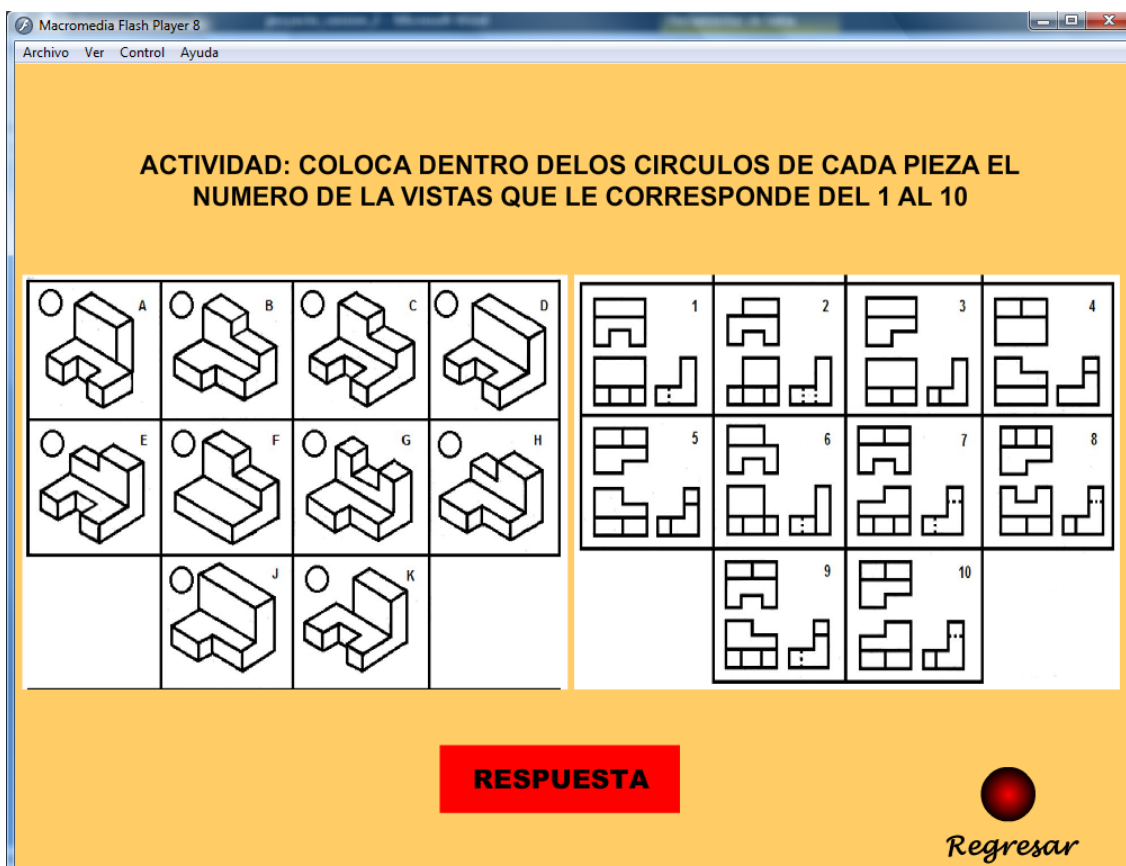 Macromedia Flash Player 8
Archivo Ver Control Ayuda
ACTIVIDAD: COLOCA DENTRO DELOS CIRCULOS DE CADA PIEZA EL
NUMERO DE LA VISTAS QUE LE CORRESPONDE DEL 1 AL 10
A B C D
E F G H
J K
1 2 3 4
5 6 7 8
9 10
RESPUESTA
Regresar